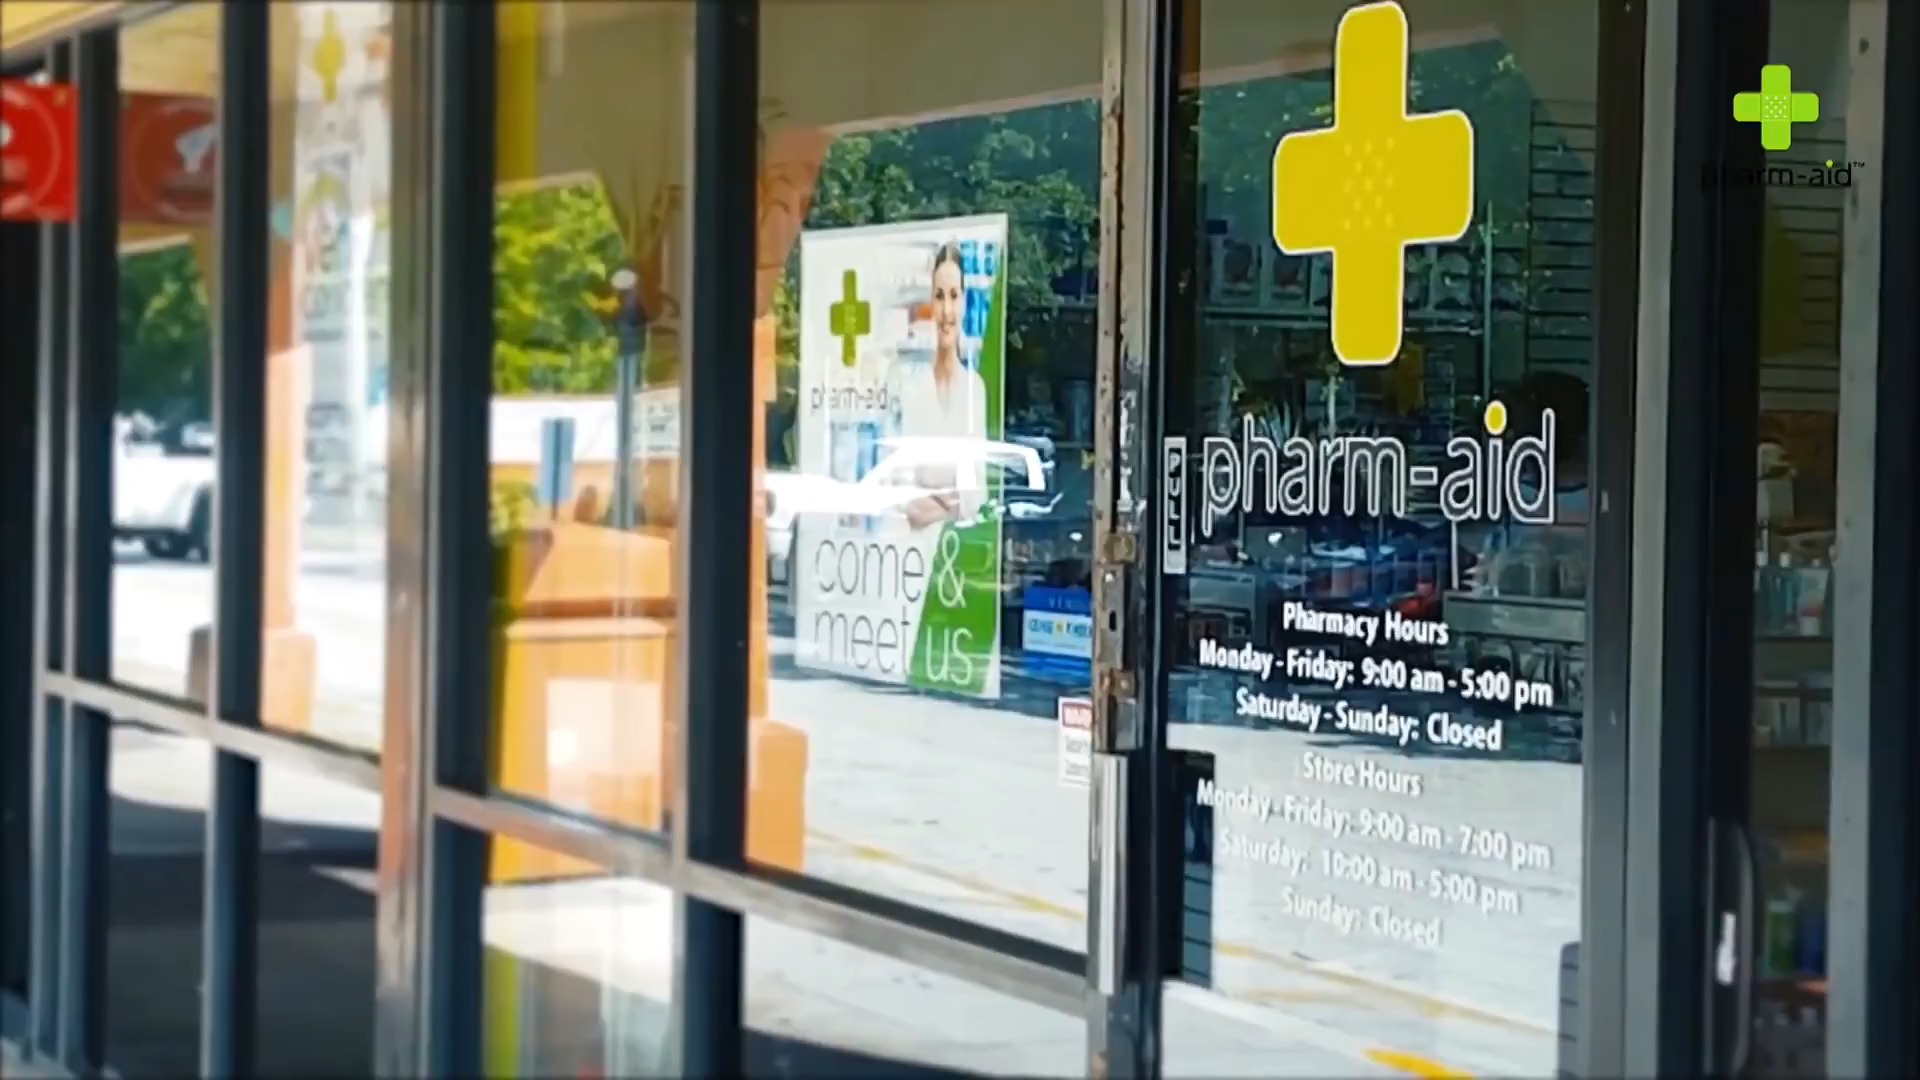 pharm-aid
come &
meet us
pharm-aid
Pharmacy Hours
Monday - Friday: 9:00 am - 5:00 pm
Saturday - Sunday: Closed
Store Hours
Monday - Friday: 9:00 am - 7:00 pm
Saturday: 10:00 am - 5:00 pm
Sunday: Closed
pharm-aid™